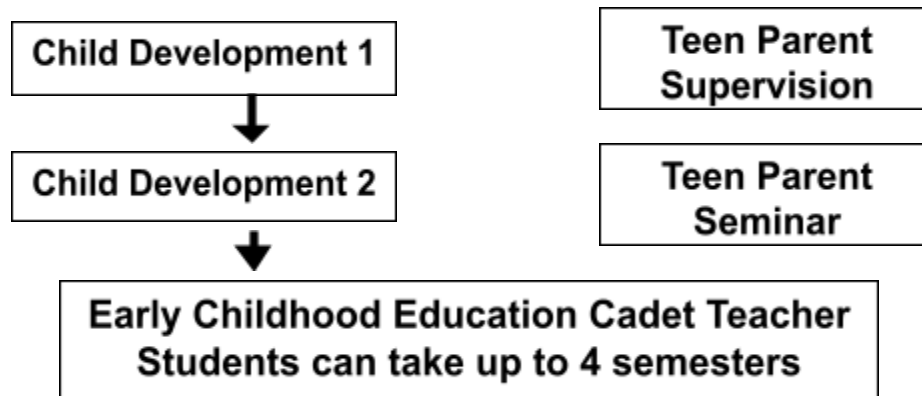 Child Development 1
Teen Parent
Supervision
Child Development 2
Teen Parent
Seminar
Early Childhood Education Cadet Teacher
Students can take up to 4 semesters